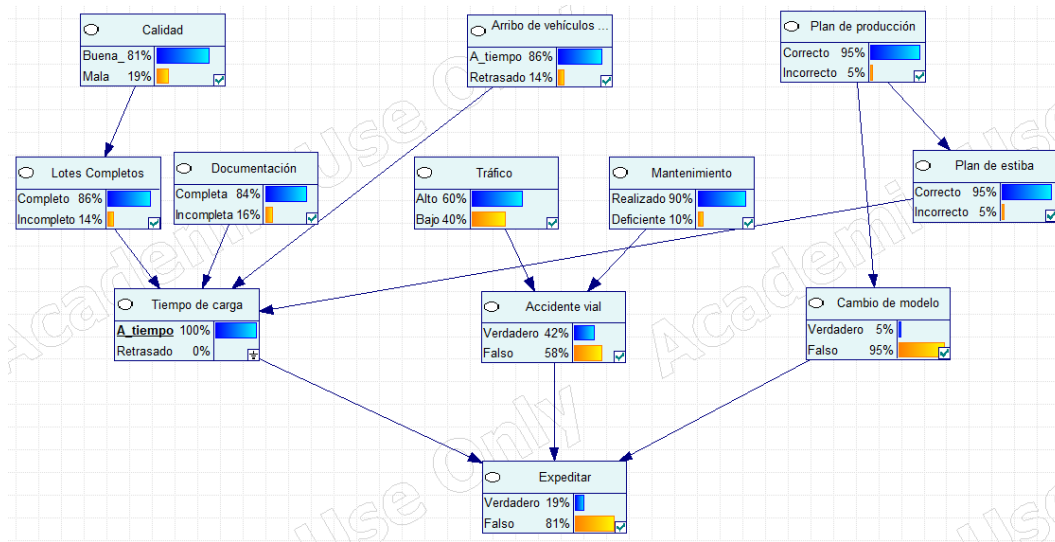 Calidad
Buena_ 81%
Mala 19%
Arribo de vehículos ...
A_tiempo 86%
Retrasado 14%
Plan de producción
Correcto 95%
Incorrecto 5%
Lotes Completos
Completo 86%
Incompleto 14%
Documentación
Completa 84%
Incompleta 16%
Tráfico
Alto 60%
Bajo 40%
Mantenimiento
Realizado 90%
Deficiente 10%
Plan de estiba
Correcto 95%
Incorrecto 5%
Tiempo de carga
A_tiempo 100%
Retrasado 0%
Accidente vial
Verdadero 42%
Falso 58%
Cambio de modelo
Verdadero 5%
Falso 95%
Expeditar
Verdadero 19%
Falso 81%
Academic Use Only
Academi